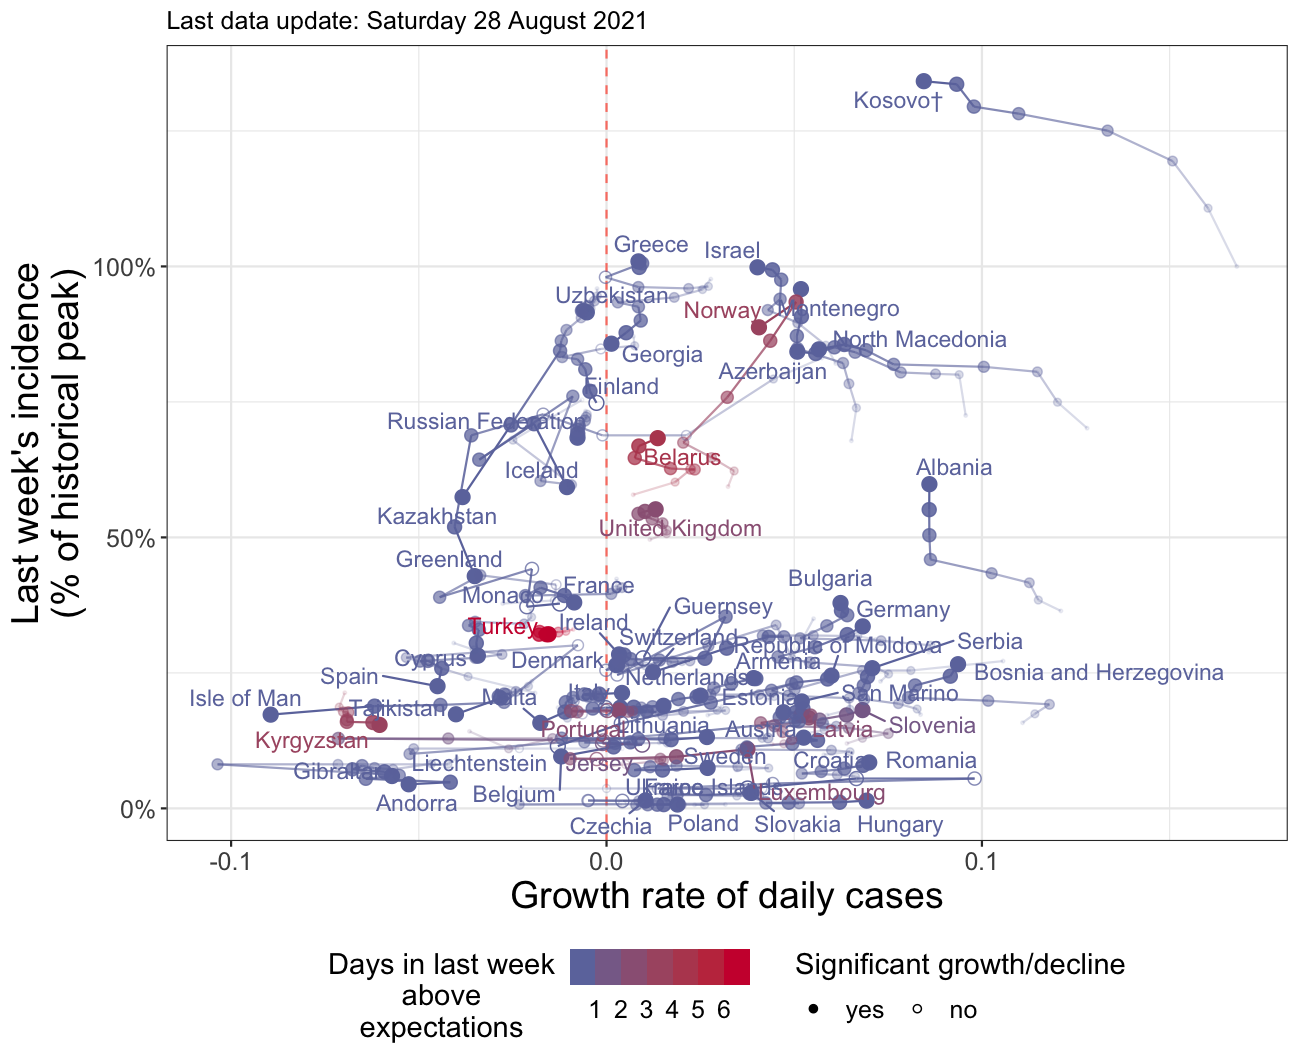 Last data update: Saturday 28 August 2021
Last week's incidence
(% of historical peak)
100%
50%
0%
Kosovo†
Greece
Israel
Uzbekistan
Norway
Montenegro
North Macedonia
Georgia
Azerbaijan
Finland
Russian Federation
Belarus
Iceland
Albania
Kazakhstan
United Kingdom
Greenland
Monaco
France
Bulgaria
Guernsey
Germany
Turkey
Ireland
Switzerland
Republic of Moldova
Serbia
Cyprus
Denmark
Armenia
Bosnia and Herzegovina
Spain
Netherlands
Isle of Man
Tajikistan
Malta
Italy
Estonia
San Marino
Kyrgyzstan
Portugal
Lithuania
Austria
Latvia
Slovenia
Gibraltar
Liechtenstein
Jersey
Sweden
Croatia
Romania
Andorra
Belgium
Ukraine
Faroe Islands
Luxembourg
Czechia
Poland
Slovakia
Hungary
-0.1
0.0
0.1
Growth rate of daily cases
Days in last week
above
expectations
1 2 3 4 5 6
Significant growth/decline
yes
no